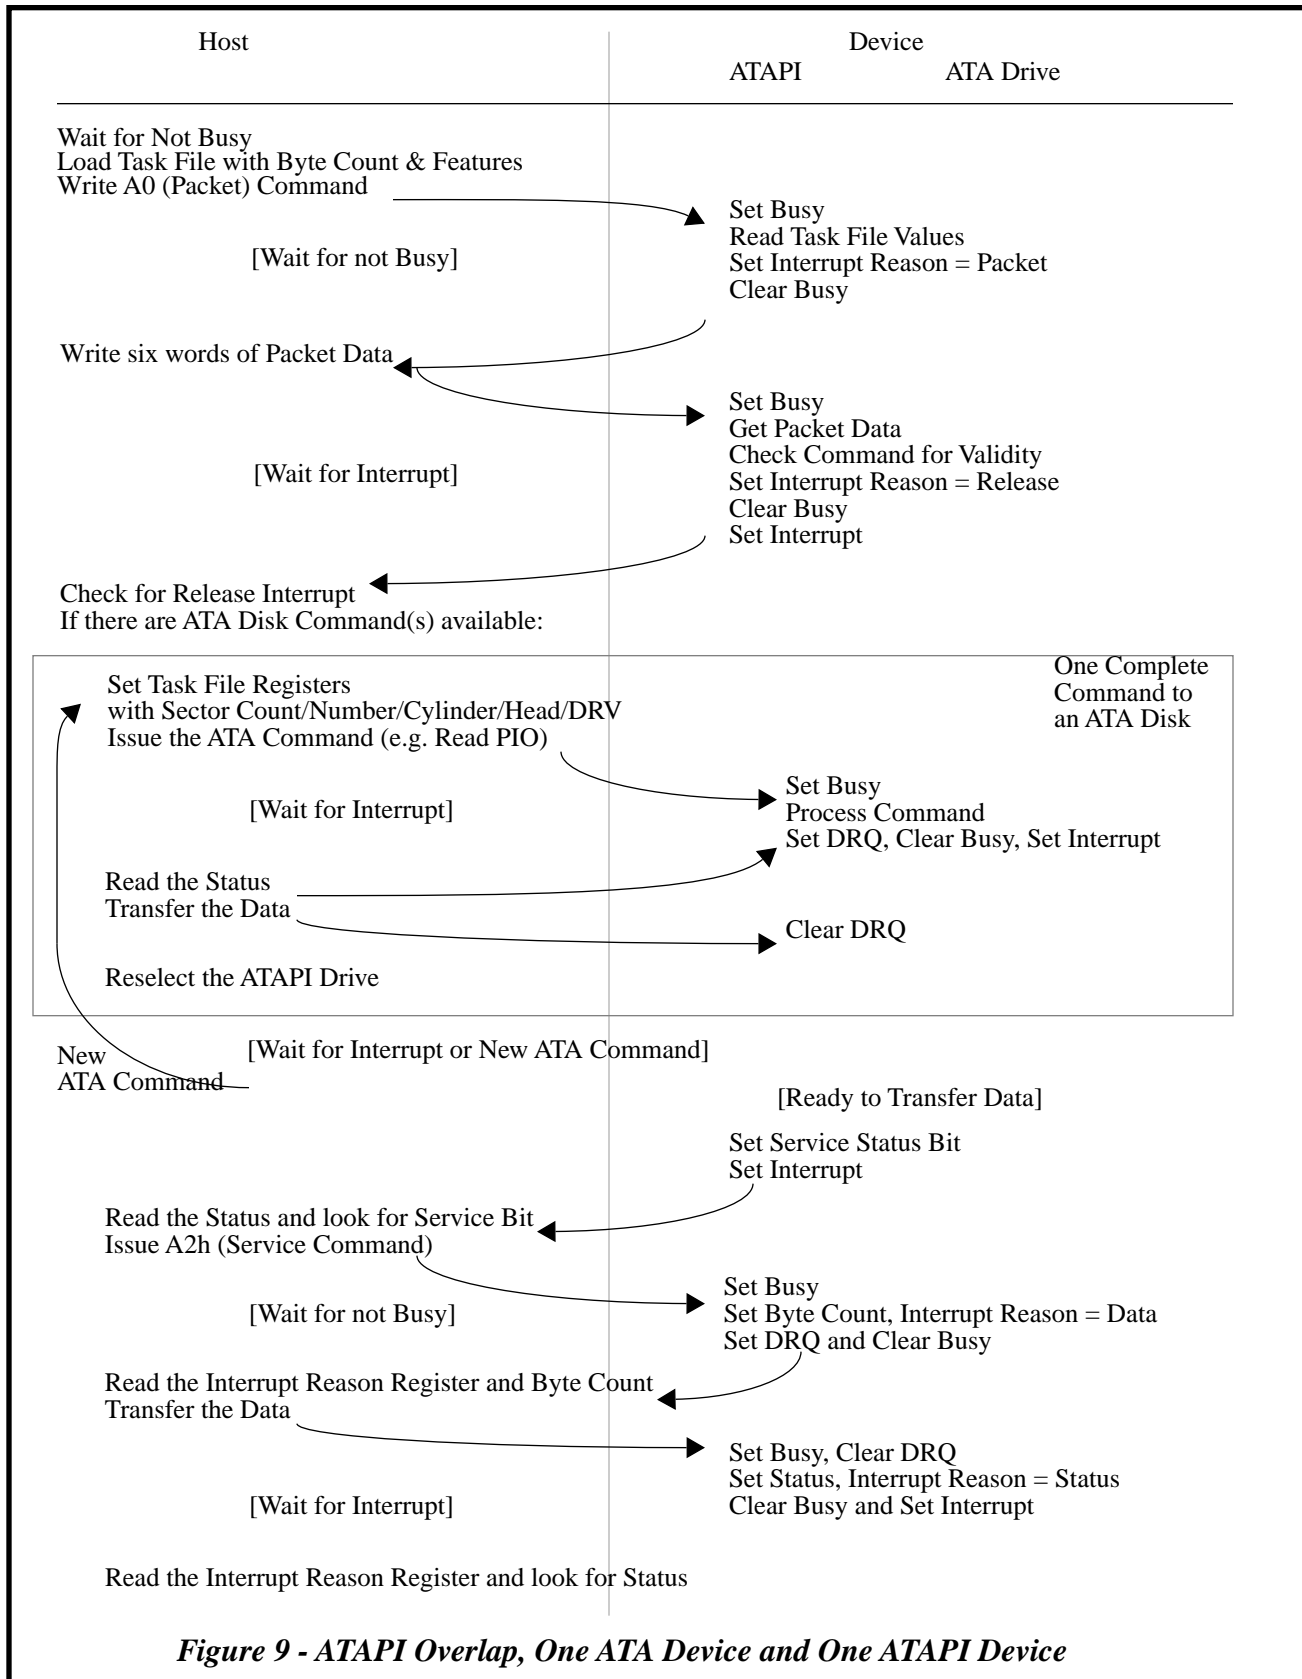 Host
Device
ATAPI
ATA Drive
Wait for Not Busy
Load Task File with Byte Count & Features
Write A0 (Packet) Command
Set Busy
Read Task File Values
[Wait for not Busy]
Set Interrupt Reason = Packet
Clear Busy
Write six words of Packet Data
Set Busy
Get Packet Data
Check Command for Validity
[Wait for Interrupt]
Set Interrupt Reason = Release
Clear Busy
Set Interrupt
Check for Release Interrupt
If there are ATA Disk Command(s) available:
One Complete
Command to
an ATA Disk
Set Task File Registers
with Sector Count/Number/Cylinder/Head/DRV
Issue the ATA Command (e.g. Read PIO)
Set Busy
[Wait for Interrupt]
Process Command
Set DRQ, Clear Busy, Set Interrupt
Read the Status
Transfer the Data
Clear DRQ
Reselect the ATAPI Drive
[Wait for Interrupt or New ATA Command]
New
ATA Command
[Ready to Transfer Data]
Set Service Status Bit
Set Interrupt
Read the Status and look for Service Bit
Issue A2h (Service Command)
Set Busy
[Wait for not Busy]
Set Byte Count, Interrupt Reason = Data
Set DRQ and Clear Busy
Read the Interrupt Reason Register and Byte Count
Transfer the Data
Set Busy, Clear DRQ
Set Status, Interrupt Reason = Status
[Wait for Interrupt]
Clear Busy and Set Interrupt
Read the Interrupt Reason Register and look for Status
Figure 9 - ATAPI Overlap, One ATA Device and One ATAPI Device